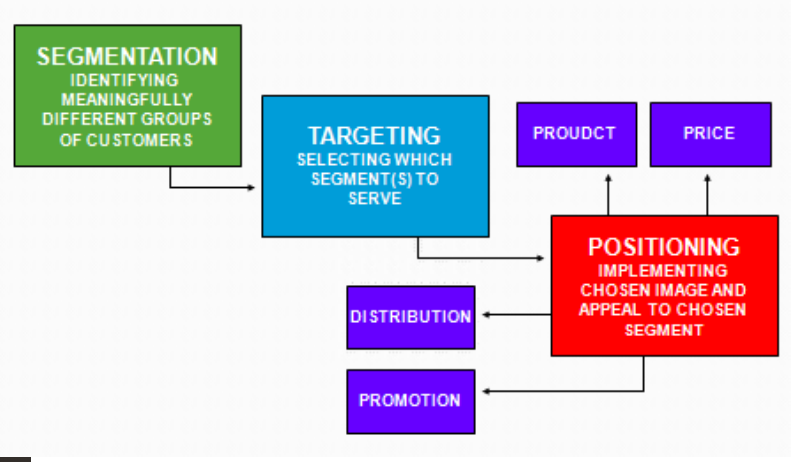 SEGMENTATION
IDENTIFYING
MEANINGFULLY
DIFFERENT GROUPS
OF CUSTOMERS
TARGETING
SELECTING WHICH
SEGMENT(S) TO
SERVE
PROUDCT
PRICE
POSITIONING
IMPLEMENTING
CHOSEN IMAGE AND
APPEAL TO CHOSEN
SEGMENT
DISTRIBUTION
PROMOTION